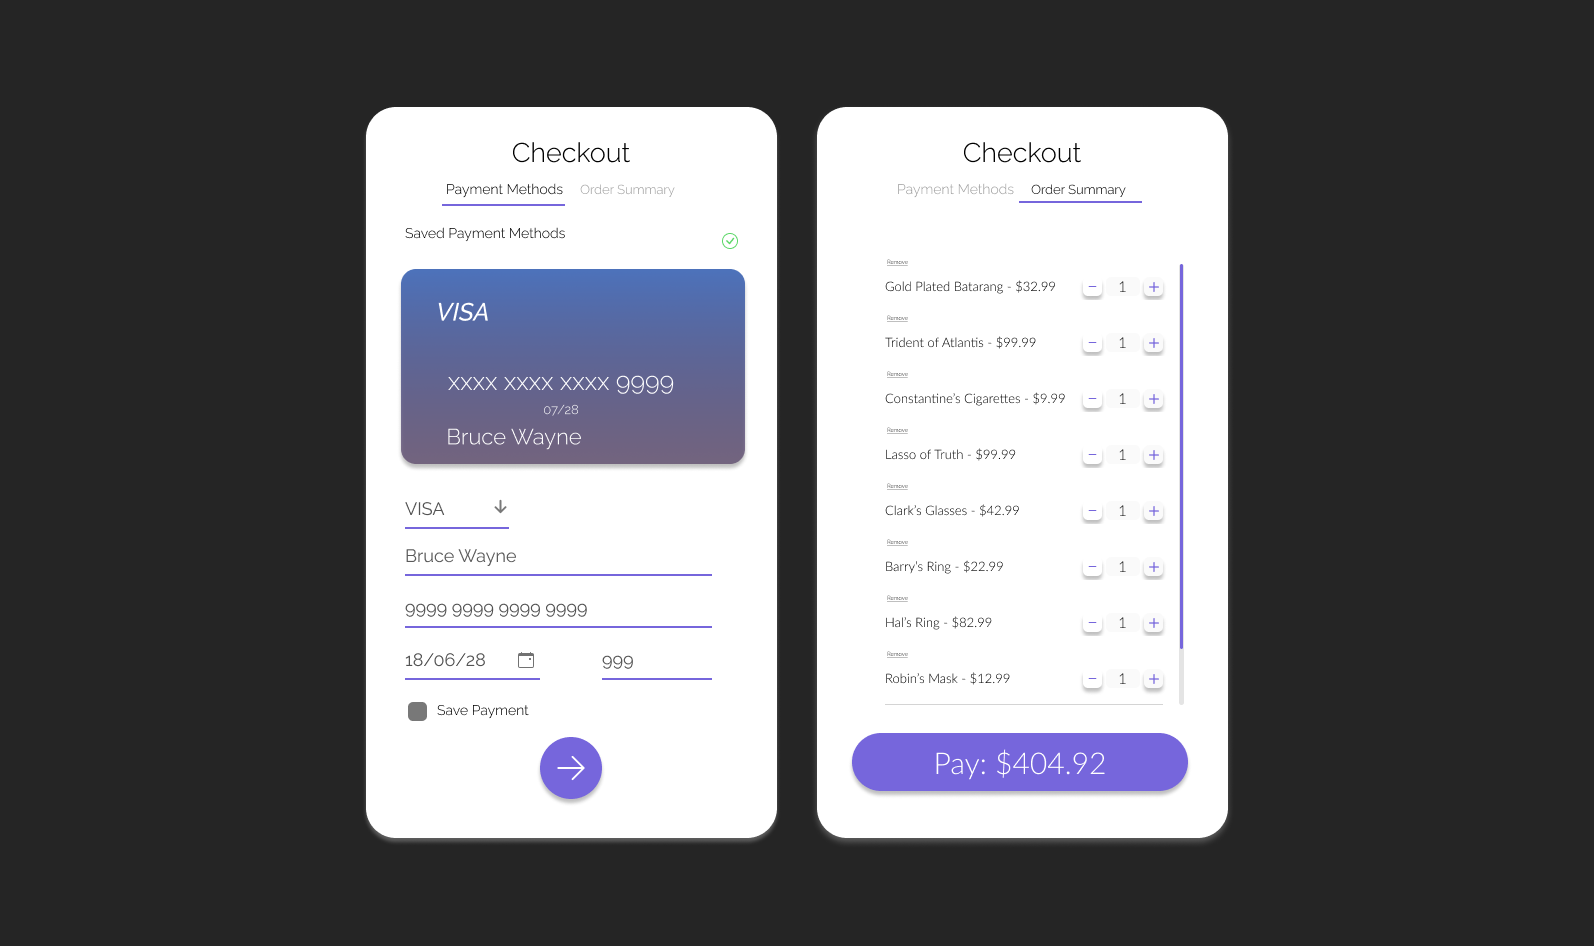 Checkout
Payment Methods Order Summary
Saved Payment Methods
VISA
xxxx xxxx xxxx 9999
07/28
Bruce Wayne
VISA
Bruce Wayne
9999 9999 9999 9999
18/06/28 999
Save Payment
Checkout
Payment Methods Order Summary
Remove
Gold Plated Batarang - $32.99 − 1 +
Remove
Trident of Atlantis - $99.99 − 1 +
Remove
Constantine's Cigarettes - $9.99 − 1 +
Remove
Lasso of Truth - $99.99 − 1 +
Remove
Clark's Glasses - $42.99 − 1 +
Remove
Barry's Ring - $22.99 − 1 +
Remove
Hal's Ring - $82.99 − 1 +
Remove
Robin's Mask - $12.99 − 1 +
Pay: $404.92